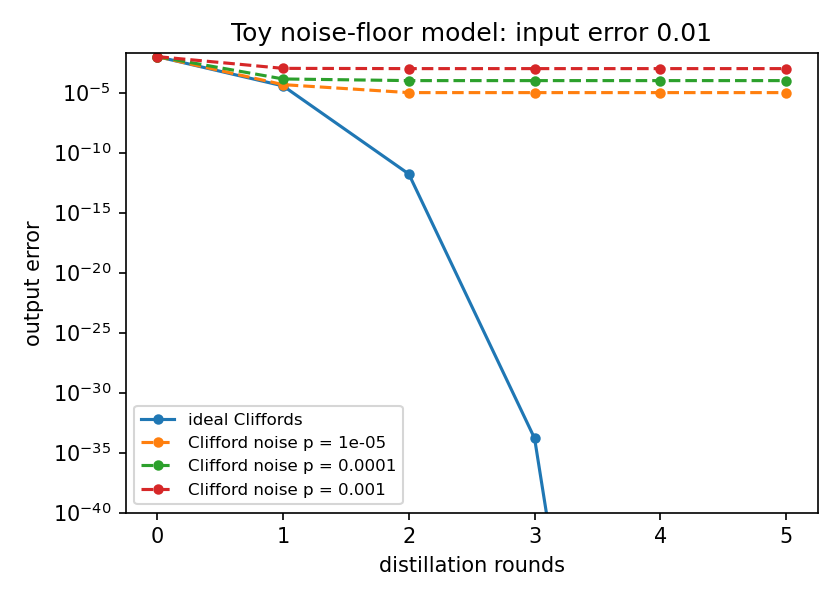 Toy noise-floor model: input error 0.01
output error
10⁻⁵
10⁻¹⁰
10⁻¹⁵
10⁻²⁰
10⁻²⁵
10⁻³⁰
10⁻³⁵
10⁻⁴⁰
ideal Cliffords
Clifford noise p = 1e-05
Clifford noise p = 0.0001
Clifford noise p = 0.001
0 1 2 3 4 5
distillation rounds